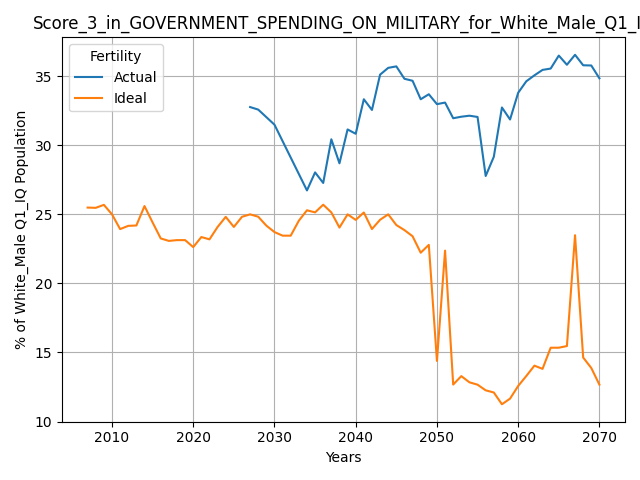 Score_3_in_GOVERNMENT_SPENDING_ON_MILITARY_for_White_Male_Q1_I
Fertility
Actual
Ideal
% of White_Male Q1_IQ Population
35
30
25
20
15
10
2010 2020 2030 2040 2050 2060 2070
Years